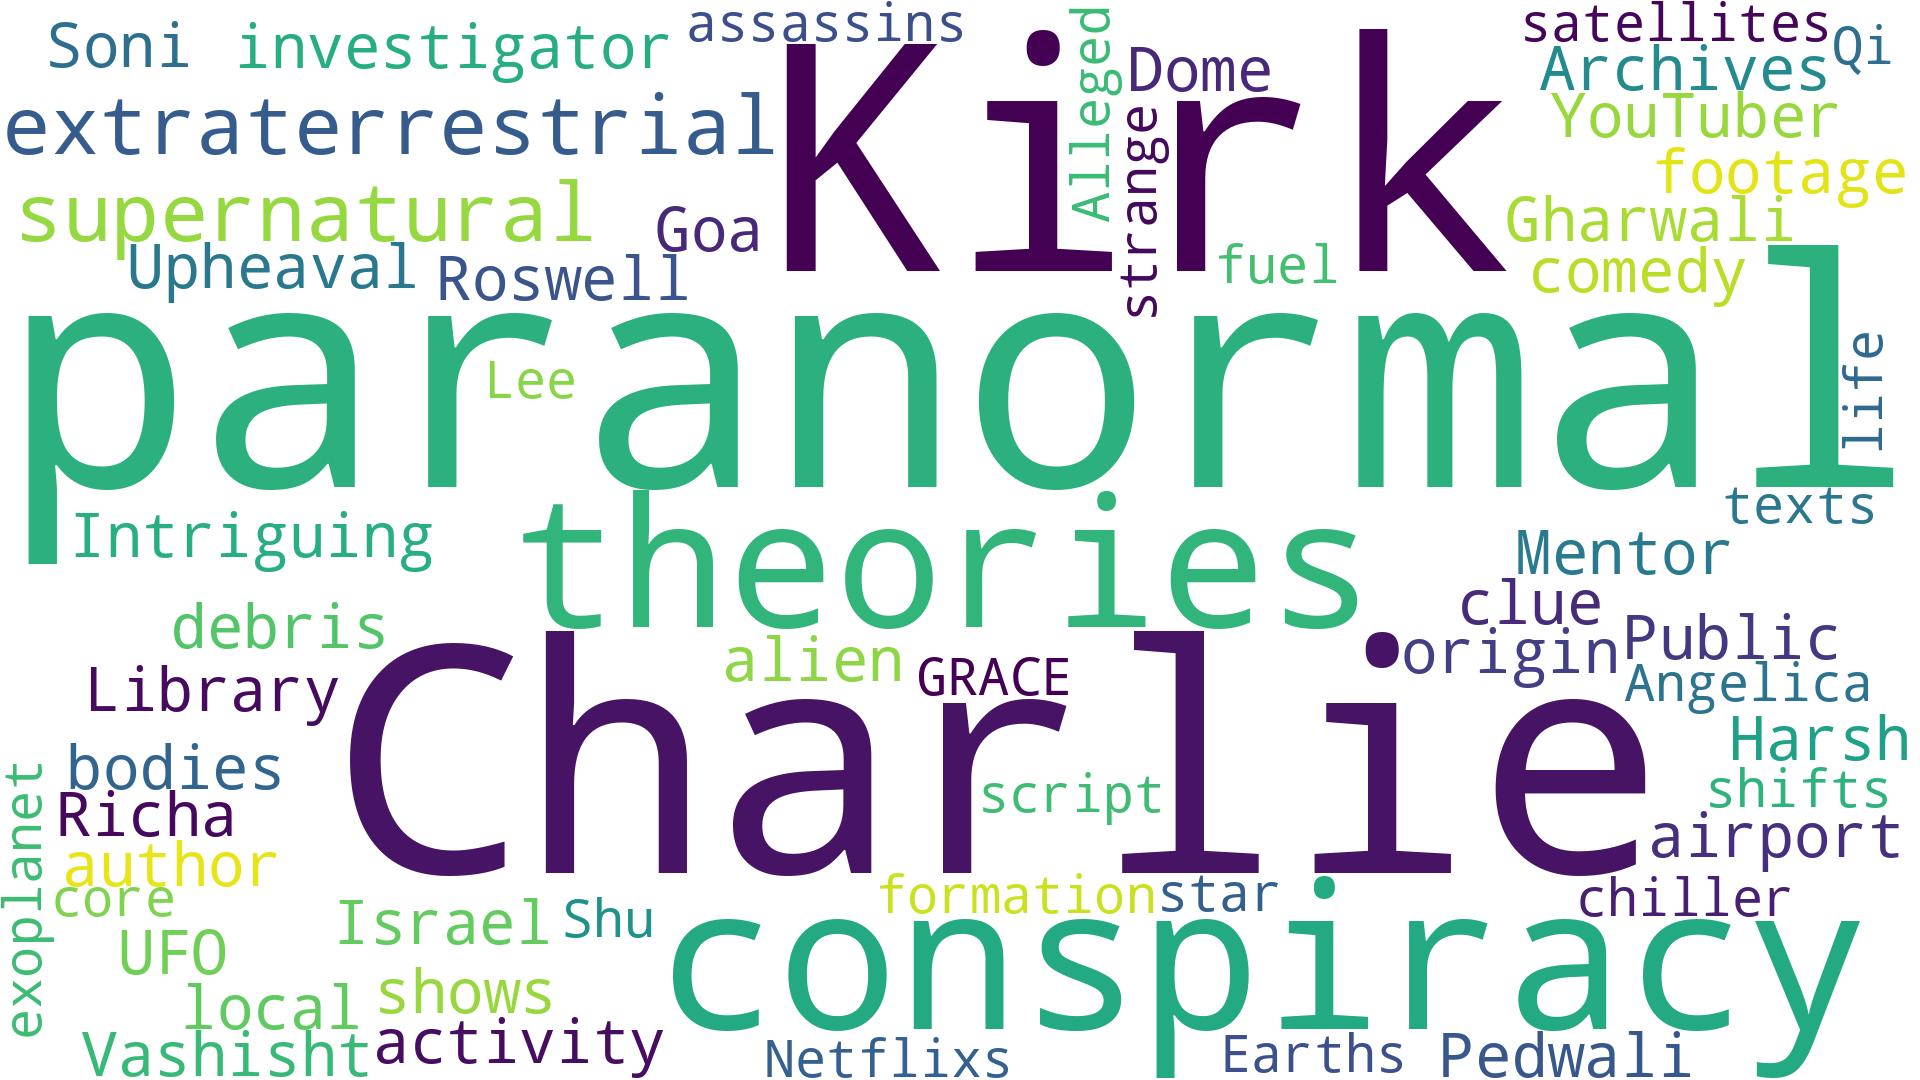 assassins
satellites
Soni
investigator
Kirk
Alleged
Dome
Archives
Qi
extraterrestrial
strange
YouTuber
footage
supernatural
Goa
Gharwali
Upheaval
Roswell
fuel
comedy
paranormal
Lee
life
Intriguing
theories
texts
Mentor
debris
clue
Library
alien
GRACE
origin
Public
Angelica
Charlie
Harsh
bodies
script
shifts
Richa
airport
author
exoplanet
core
formation
star
chiller
Israel
Shu
conspiracy
UFO
local
shows
Vashisht
activity
Netflixs
Earths
Pedwali